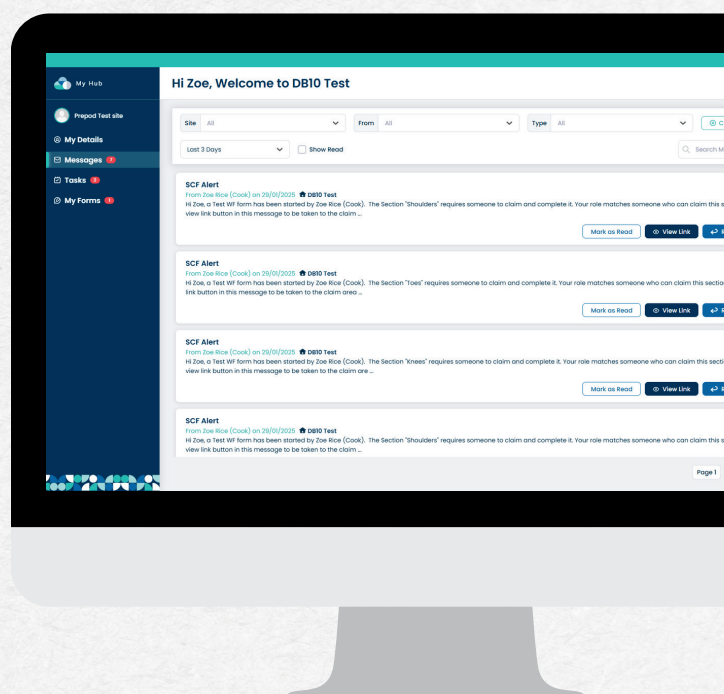 My Hub
Hi Zoe, Welcome to DB10 Test
Prepod Test site
My Details
Messages 7
Tasks 3
My Forms 1
Site All From All Type All
Last 3 Days Show Read Search M
SCF Alert
From Zoe Rice (Cook) on 29/01/2025 DB10 Test
Hi Zoe, a Test WF form has been started by Zoe Rice (Cook). The Section "Shoulders" requires someone to claim and complete it. Your role matches someone who can claim this s
view link button in this message to be taken to the claim ...
Mark as Read View Link R
SCF Alert
From Zoe Rice (Cook) on 29/01/2025 DB10 Test
Hi Zoe, a Test WF form has been started by Zoe Rice (Cook). The Section "Toes" requires someone to claim and complete it. Your role matches someone who can claim this section
link button in this message to be taken to the claim area ...
Mark as Read View Link R
SCF Alert
From Zoe Rice (Cook) on 29/01/2025 DB10 Test
Hi Zoe, a Test WF form has been started by Zoe Rice (Cook). The Section "Knees" requires someone to claim and complete it. Your role matches someone who can claim this secti
view link button in this message to be taken to the claim are ...
Mark as Read View Link R
SCF Alert
From Zoe Rice (Cook) on 29/01/2025 DB10 Test
Hi Zoe, a Test WF form has been started by Zoe Rice (Cook). The Section "Shoulders" requires someone to claim and complete it. Your role matches someone who can claim this s
view link button in this message to be taken to the claim ...
Page 1